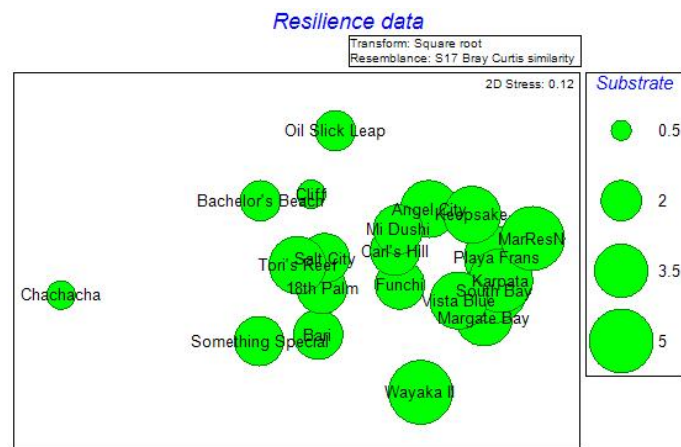 Resilience data
Transform: Square root
Resemblance: S17 Bray Curtis similarity
2D Stress: 0.12
Substrate
0.5
2
3.5
5
Oil Slick Leap
Cliff
Bachelor's Beach
Angel City
Keepsake
Mi Dushi
MarResN
Carl's Hill
Salt City
Playa Frans
Tori's Reef
Karpata
18th Palm
Funchil
South Bay
Chachacha
Vista Blue
Margate Bay
Bari
Something Special
Wayaka II